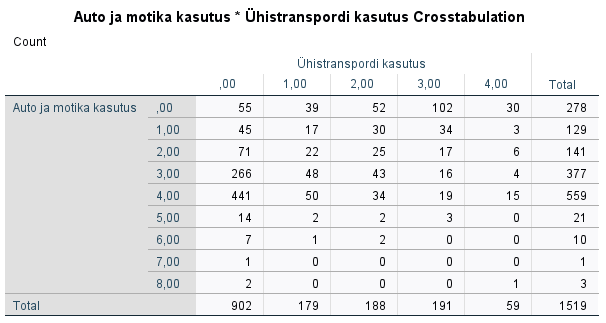 Auto ja motika kasutus * Ühistranspordi kasutus Crosstabulation
Count
Ühistranspordi kasutus
,00 1,00 2,00 3,00 4,00 Total
Auto ja motika kasutus ,00 55 39 52 102 30 278
1,00 45 17 30 34 3 129
2,00 71 22 25 17 6 141
3,00 266 48 43 16 4 377
4,00 441 50 34 19 15 559
5,00 14 2 2 3 0 21
6,00 7 1 2 0 0 10
7,00 1 0 0 0 0 1
8,00 2 0 0 0 1 3
Total 902 179 188 191 59 1519